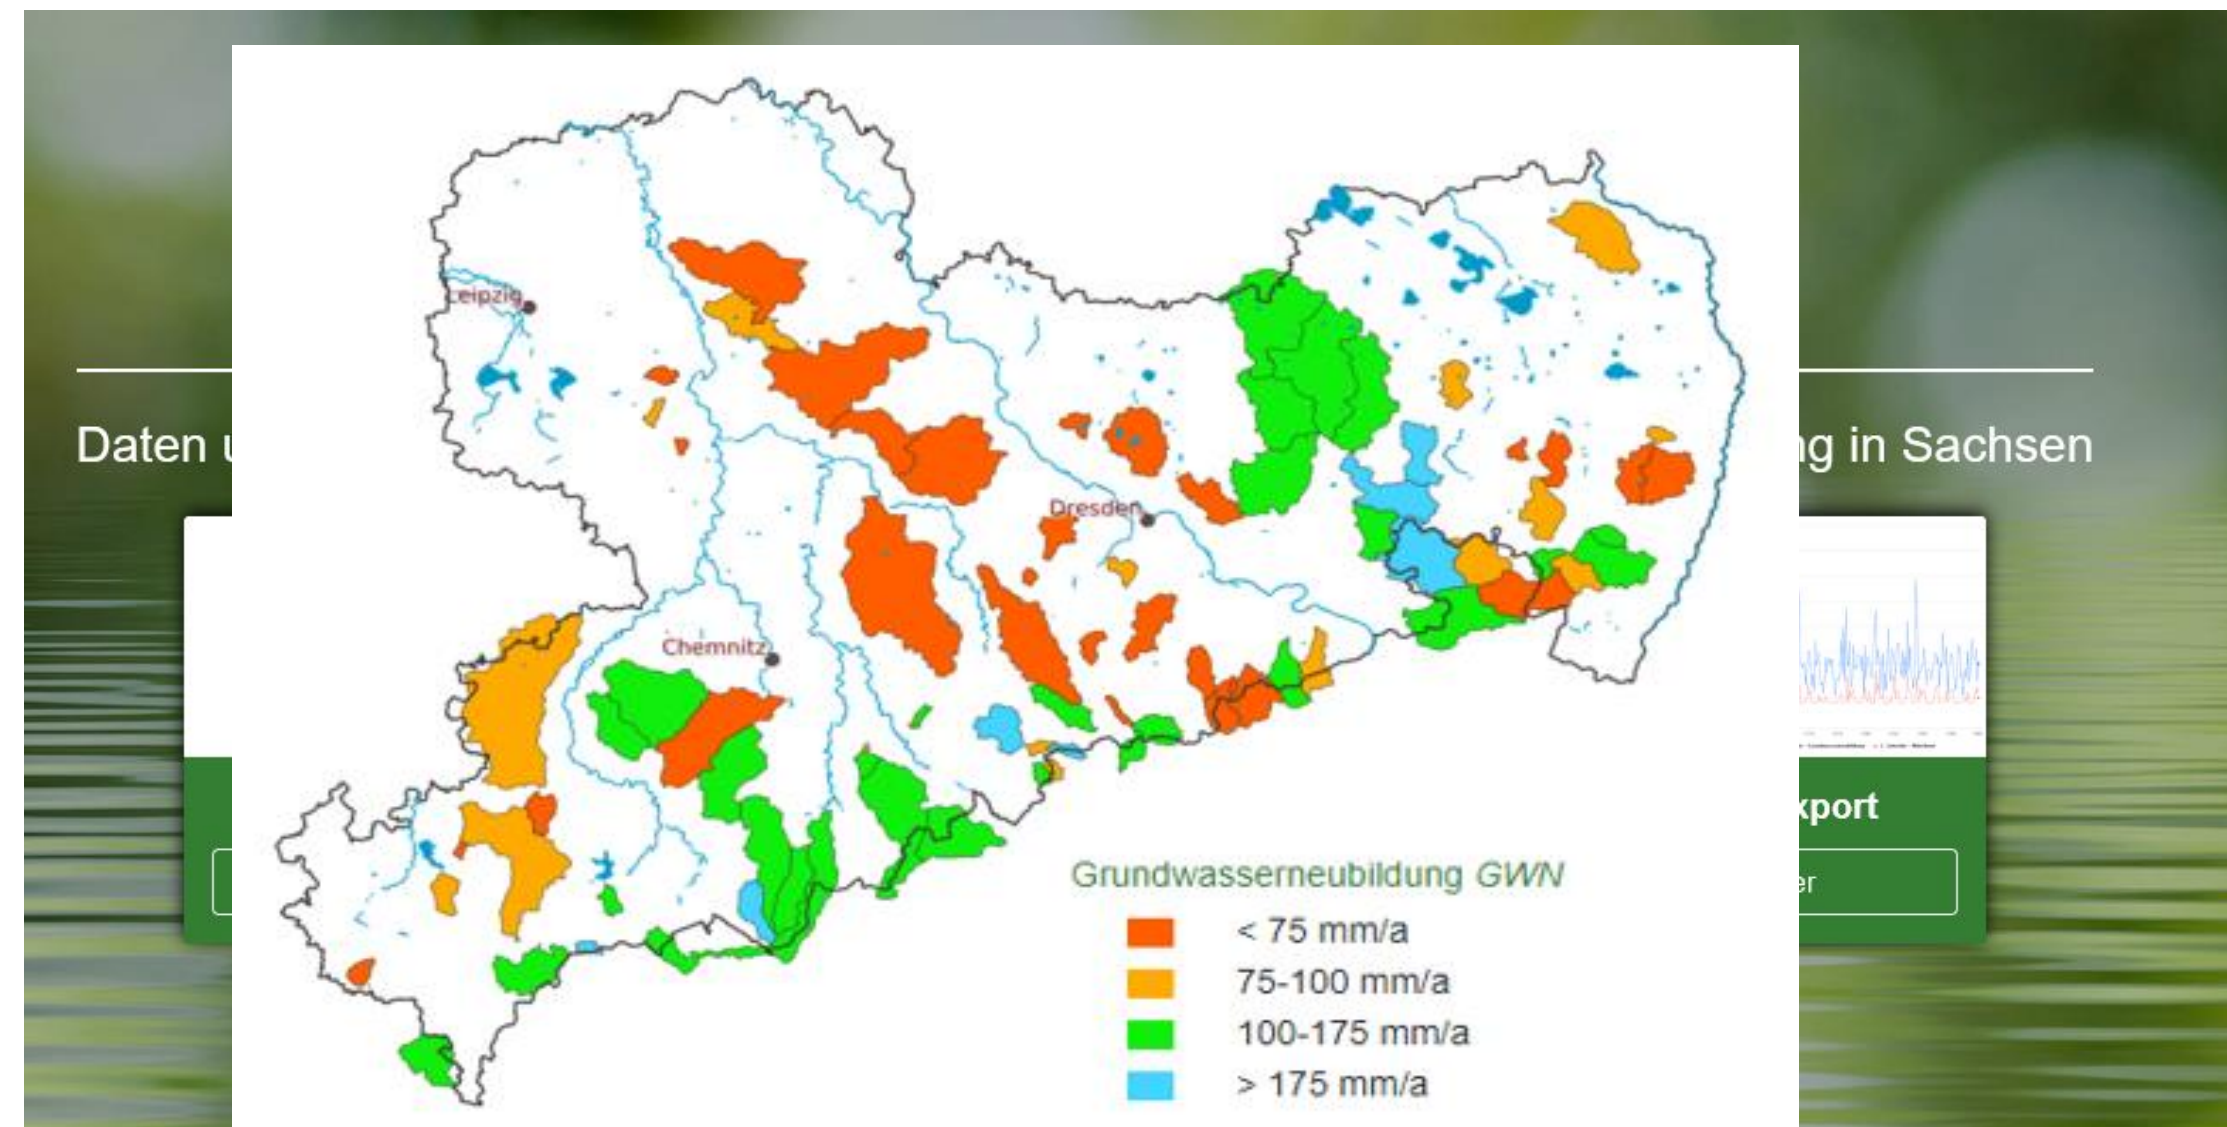 Leipzig
Daten u
ng in Sachsen
Dresden
Chemnitz
xport
er
Grundwasserneubildung GWN
< 75 mm/a
75-100 mm/a
100-175 mm/a
> 175 mm/a